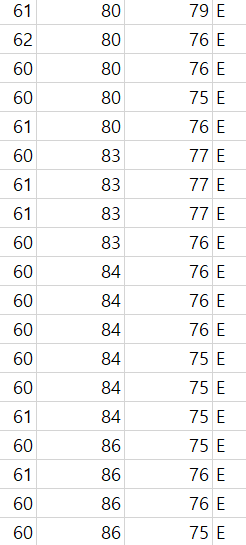 61 80 79 E
62 80 76 E
60 80 76 E
60 80 75 E
61 80 76 E
60 83 77 E
61 83 77 E
61 83 77 E
60 83 76 E
60 84 76 E
60 84 76 E
60 84 76 E
60 84 75 E
60 84 75 E
61 84 75 E
60 86 75 E
61 86 76 E
60 86 76 E
60 86 75 E